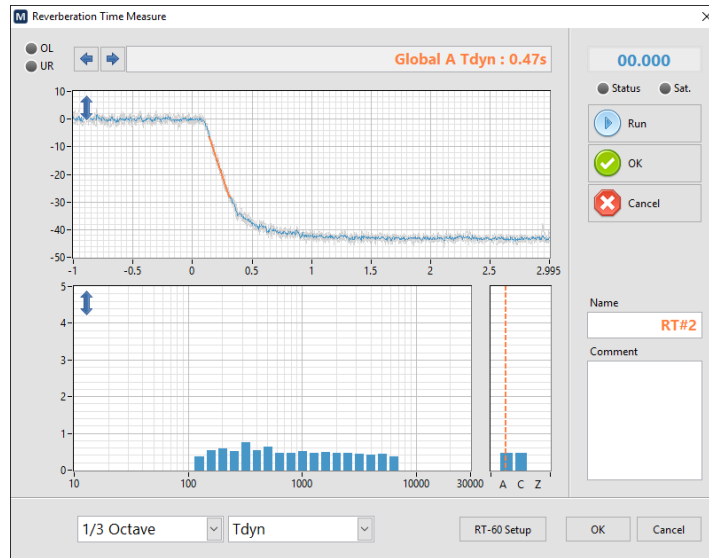 M Reverberation Time Measure
OL
UR
Global A Tdyn : 0.47s
00.000
Status Sat.
Run
OK
Cancel
10
0
-10
-20
-30
-40
-50
-1 -0.5 0 0.5 1 1.5 2 2.5 2.995
5
4
3
2
1
0
10 100 1000 10000 30000 A C Z
Name
RT#2
Comment
1/3 Octave Tdyn RT-60 Setup OK Cancel